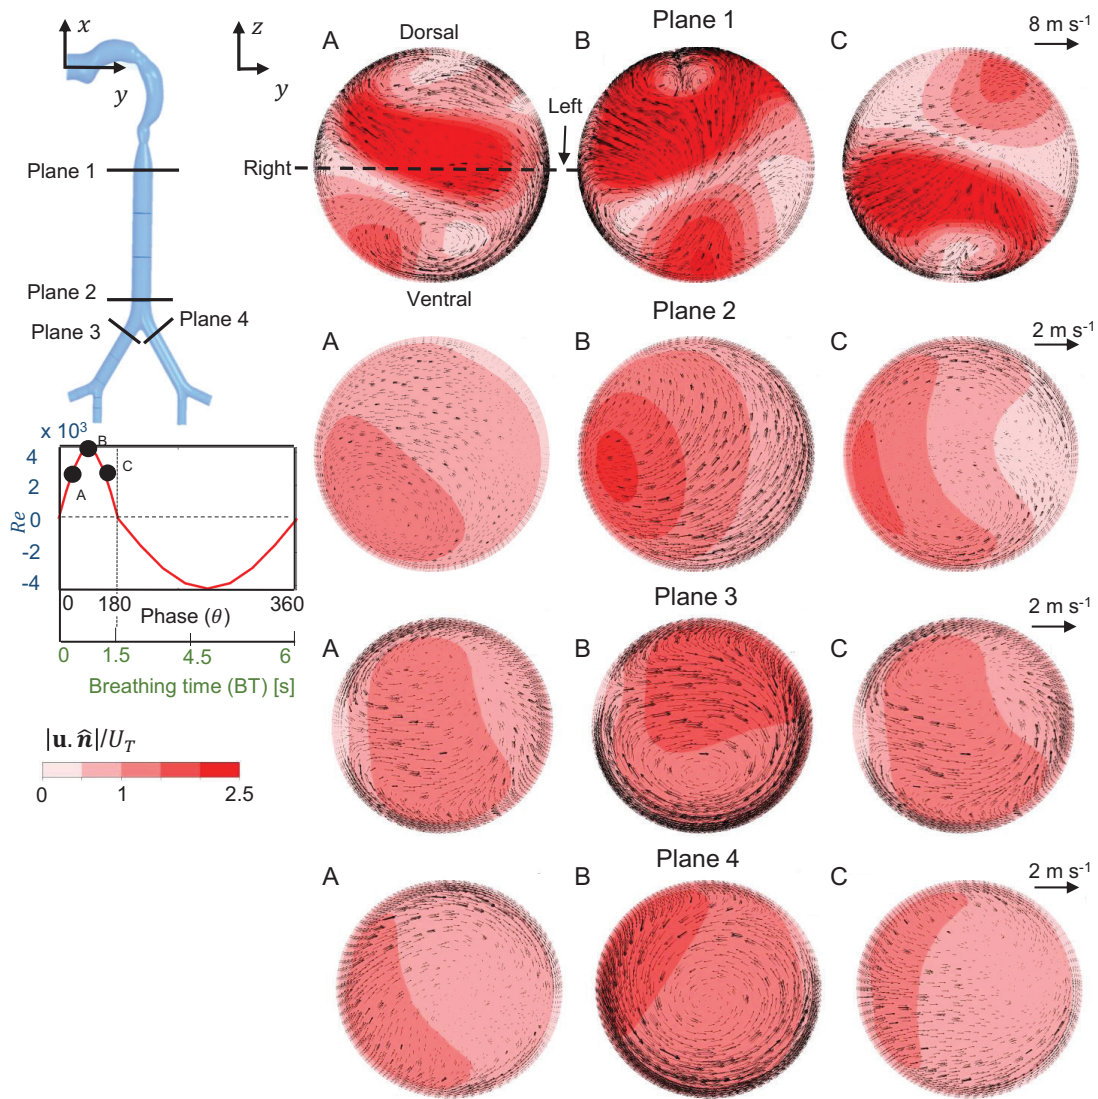 x
y
z
y
Plane 1
Plane 2
Plane 3
Plane 4
Plane 1
A
Dorsal
B
C
8 m s⁻¹
Left
Right
Ventral
Plane 2
A
B
C
2 m s⁻¹
Plane 3
A
B
C
2 m s⁻¹
Plane 4
A
B
C
2 m s⁻¹
x 10³
B
4
C
2
A
Re
0
-2
-4
0 180 360
Phase (θ)
0 1.5 4.5 6
Breathing time (BT) [s]
|u.n̂|/U_T
0 1 2.5